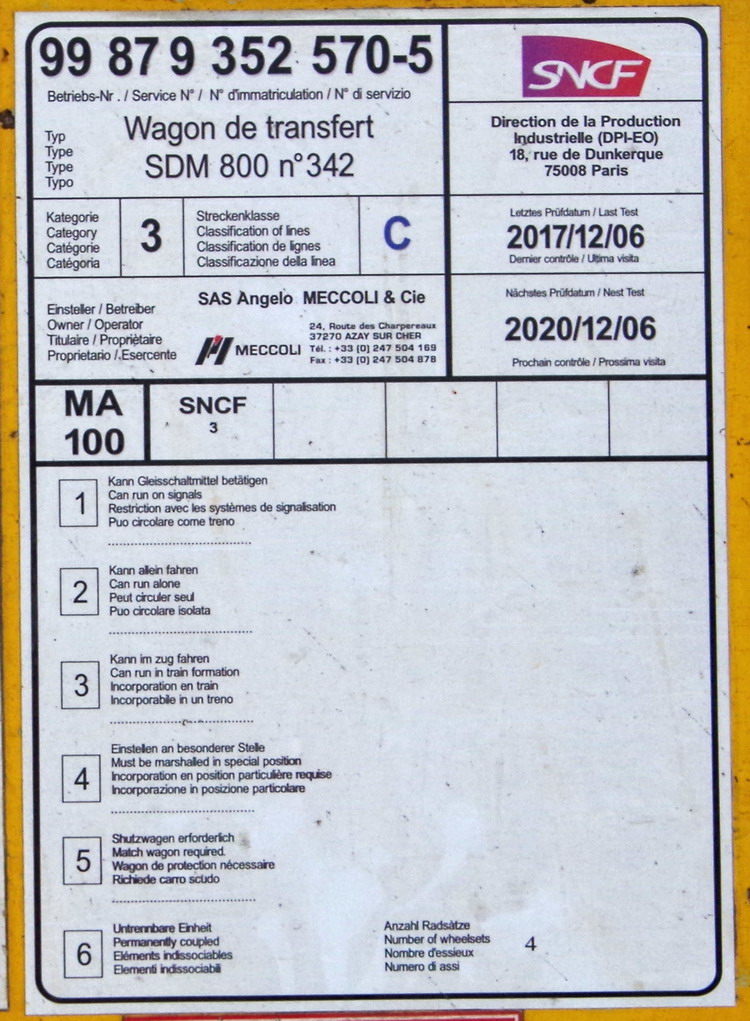 99 87 9 352 570-5
Betriebs-Nr . / Service N° / N° d'immatriculation / N° di servizio
Typ
Type
Type
Typo
Wagon de transfert
SDM 800 n°342
SNCF
Direction de la Production
Industrielle (DPI-EO)
18, rue de Dunkerque
75008 Paris
Kategorie
Category
Catégorie
Catégoria
3
Streckenklasse
Classification of lines
Classification de lignes
Classificazione della linea
C
Letztes Prüfdatum / Last Test
2017/12/06
Dernier contrôle / Ultima visita
Einsteller / Betreiber
Owner / Operator
Titulaire / Propriètaire
Proprietario / Esercente
SAS Angelo MECCOLI & Cie
MECCOLI
24, Route des Charpereaux
37270 AZAY SUR CHER
Tél. : +33 (0) 247 504 169
Fax : +33 (0) 247 504 878
Nächstes Prüfdatum / Nest Test
2020/12/06
Prochain contrôle / Prossima visita
MA
100
SNCF
3
1
Kann Gleisschaltmittel betätigen
Can run on signals
Restriction avec les systèmes de signalisation
Puo circolare come treno
2
Kann allein fahren
Can run alone
Peut circuler seul
Puo circolare isolata
3
Kann im zug fahren
Can run in train formation
Incorporation en train
Incorporabile in un treno
4
Einstellen an besonderer Stelle
Must be marshalled in special position
Incorporation en position particulière requise
Incorporazione in posizione particolare
5
Shutzwagen erforderlich
Match wagon required.
Wagon de protection nécessaire
Richiede carro scudo
6
Untrennbare Einheit
Permanently coupled
Eléments indissociables
Elementi indissociabili
Anzahl Radsätze
Number of wheelsets
Nombre d'essieux
Numero di assi
4